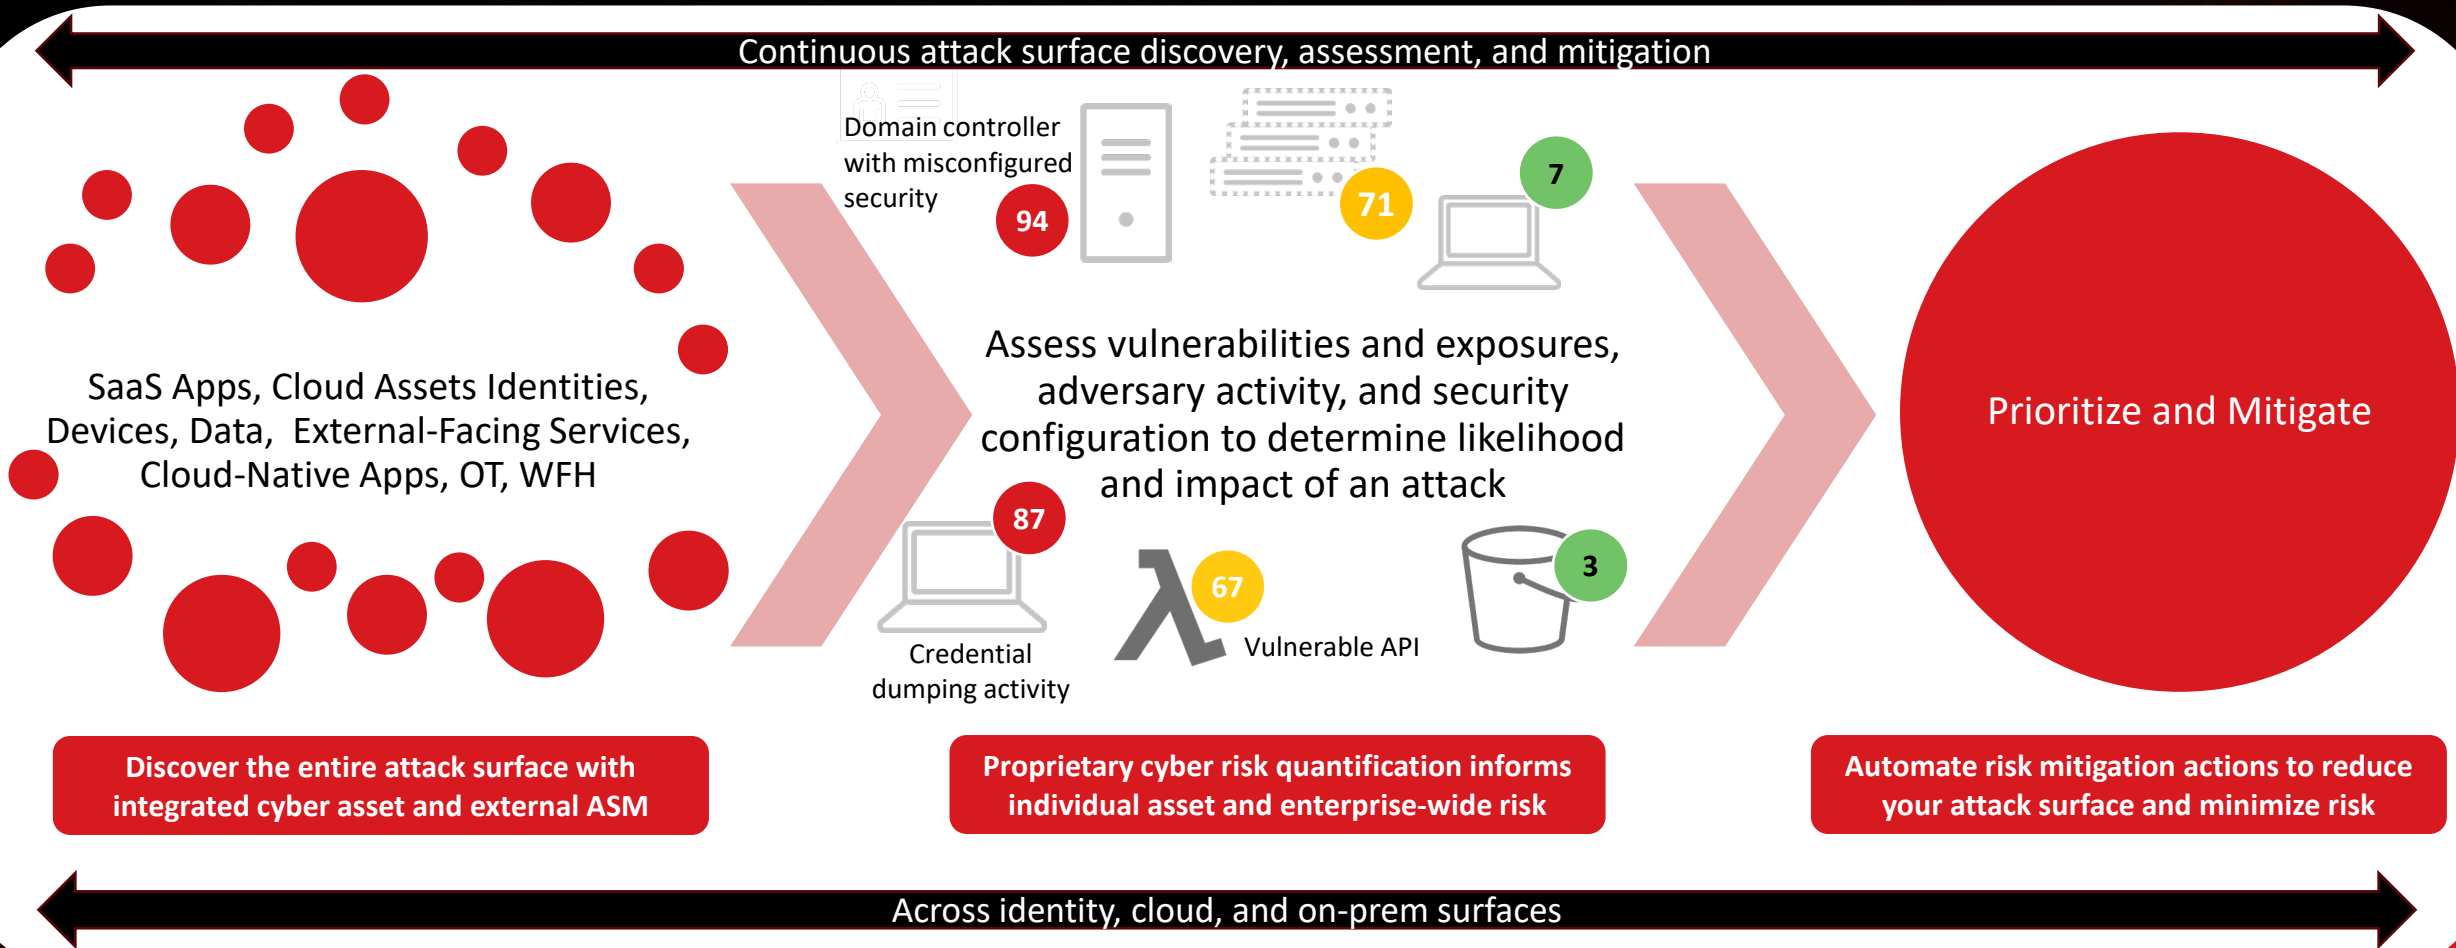 Continuous attack surface discovery, assessment, and mitigation
SaaS Apps, Cloud Assets Identities,
Devices, Data,  External-Facing Services,
Cloud-Native Apps, OT, WFH
Discover the entire attack surface with
integrated cyber asset and external ASM
Domain controller
with misconfigured
security
94
71
7
Assess vulnerabilities and exposures,
adversary activity, and security
configuration to determine likelihood
and impact of an attack
87
Credential
dumping activity
67
Vulnerable API
3
Proprietary cyber risk quantification informs
individual asset and enterprise-wide risk
Prioritize and Mitigate
Automate risk mitigation actions to reduce
your attack surface and minimize risk
Across identity, cloud, and on-prem surfaces